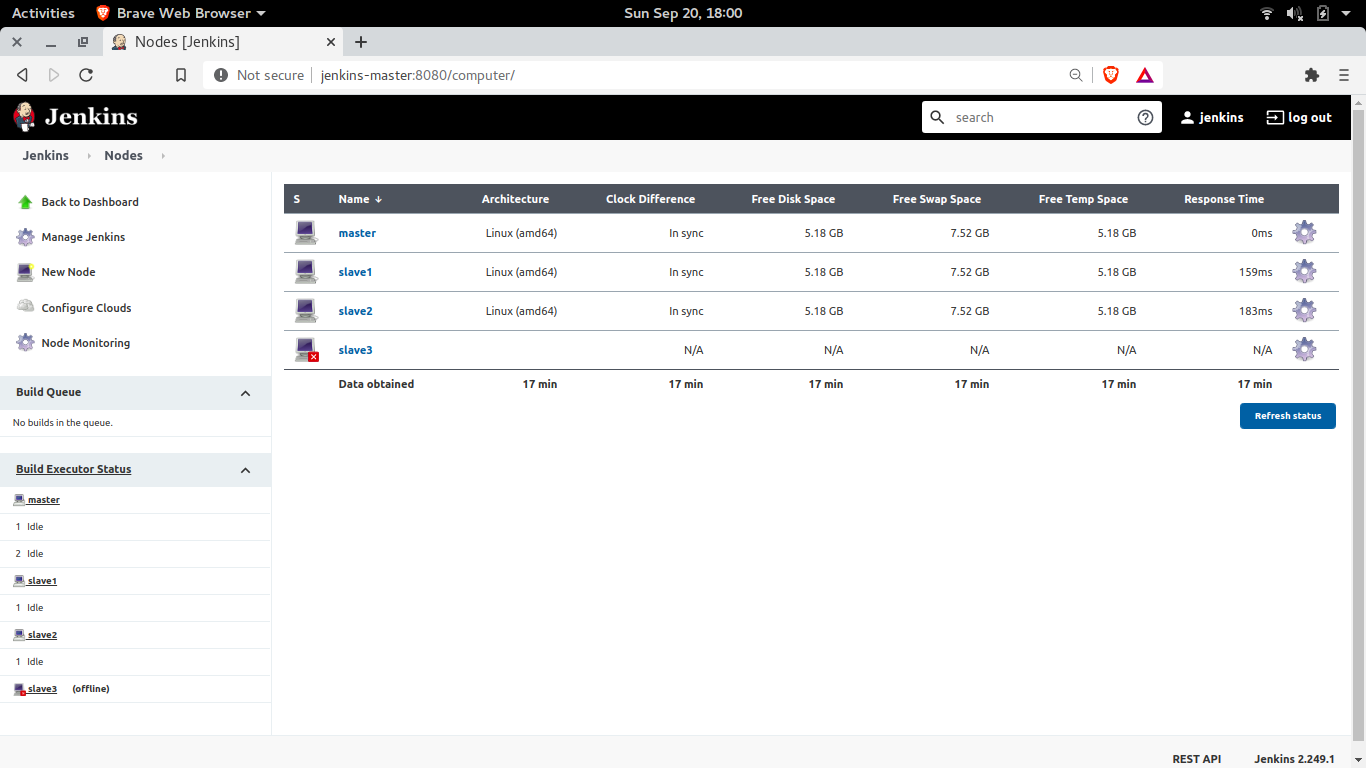 Activities Brave Web Browser Sun Sep 20, 18:00
Nodes [Jenkins]
Not secure jenkins-master:8080/computer/
Jenkins search jenkins log out
Jenkins Nodes
Back to Dashboard
Manage Jenkins
New Node
Configure Clouds
Node Monitoring
Build Queue
No builds in the queue.
Build Executor Status
master
1 Idle
2 Idle
slave1
1 Idle
slave2
1 Idle
slave3 (offline)
S Name ↓ Architecture Clock Difference Free Disk Space Free Swap Space Free Temp Space Response Time
master Linux (amd64) In sync 5.18 GB 7.52 GB 5.18 GB 0ms
slave1 Linux (amd64) In sync 5.18 GB 7.52 GB 5.18 GB 159ms
slave2 Linux (amd64) In sync 5.18 GB 7.52 GB 5.18 GB 183ms
slave3 N/A N/A N/A N/A N/A
Data obtained 17 min 17 min 17 min 17 min 17 min 17 min
Refresh status
REST API Jenkins 2.249.1